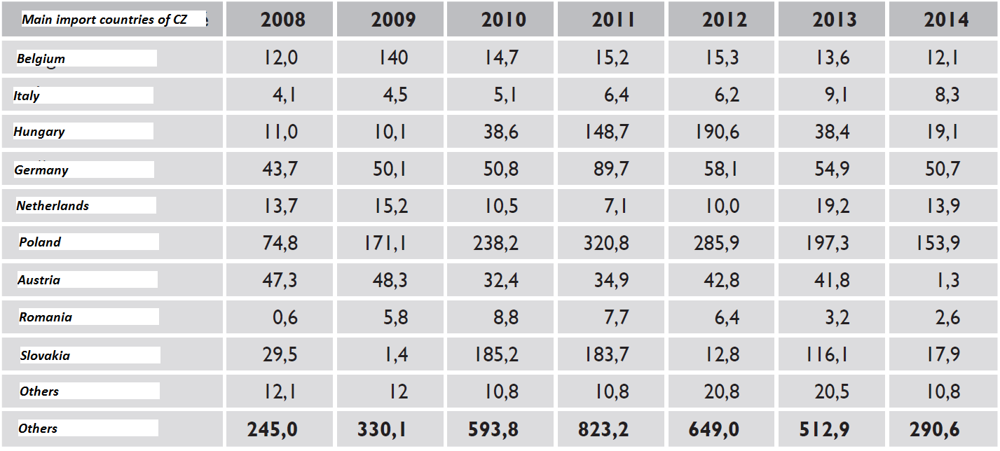 Main import countries of CZ 2008 2009 2010 2011 2012 2013 2014
Belgium 12,0 140 14,7 15,2 15,3 13,6 12,1
Italy 4,1 4,5 5,1 6,4 6,2 9,1 8,3
Hungary 11,0 10,1 38,6 148,7 190,6 38,4 19,1
Germany 43,7 50,1 50,8 89,7 58,1 54,9 50,7
Netherlands 13,7 15,2 10,5 7,1 10,0 19,2 13,9
Poland 74,8 171,1 238,2 320,8 285,9 197,3 153,9
Austria 47,3 48,3 32,4 34,9 42,8 41,8 1,3
Romania 0,6 5,8 8,8 7,7 6,4 3,2 2,6
Slovakia 29,5 1,4 185,2 183,7 12,8 116,1 17,9
Others 12,1 12 10,8 10,8 20,8 20,5 10,8
Others 245,0 330,1 593,8 823,2 649,0 512,9 290,6